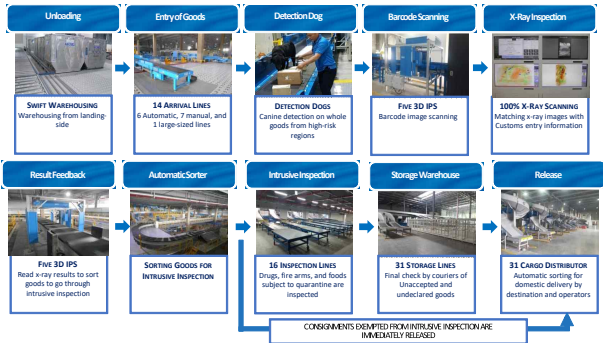 Unloading
Entry of Goods
Detection Dog
Barcode Scanning
X-Ray Inspection
SWIFT WAREHOUSING
Warehousing from landing-
side
14 ARRIVAL LINES
6 Automatic, 7 manual, and
1 large-sized lines
DETECTION DOGS
Canine detection on whole
goods from high-risk
regions
FIVE 3D IPS
Barcode image scanning
100% X-RAY SCANNING
Matching x-ray images with
Customs entry information
Result Feedback
Automatic Sorter
Intrusive Inspection
Storage Warehouse
Release
FIVE 3D IPS
Read x-ray results to sort
goods to go through
intrusive inspection
SORTING GOODS FOR
INTRUSIVE INSPECTION
16 INSPECTION LINES
Drugs, fire arms, and foods
subject to quarantine are
inspected
31 STORAGE LINES
Final check by couriers of
Unaccepted and
undeclared goods
31 CARGO DISTRIBUTOR
Automatic sorting for
domestic delivery by
destination and operators
CONSIGNMENTS EXEMPTED FROM INTRUSIVE INSPECTION ARE
IMMEDIATELY RELEASED